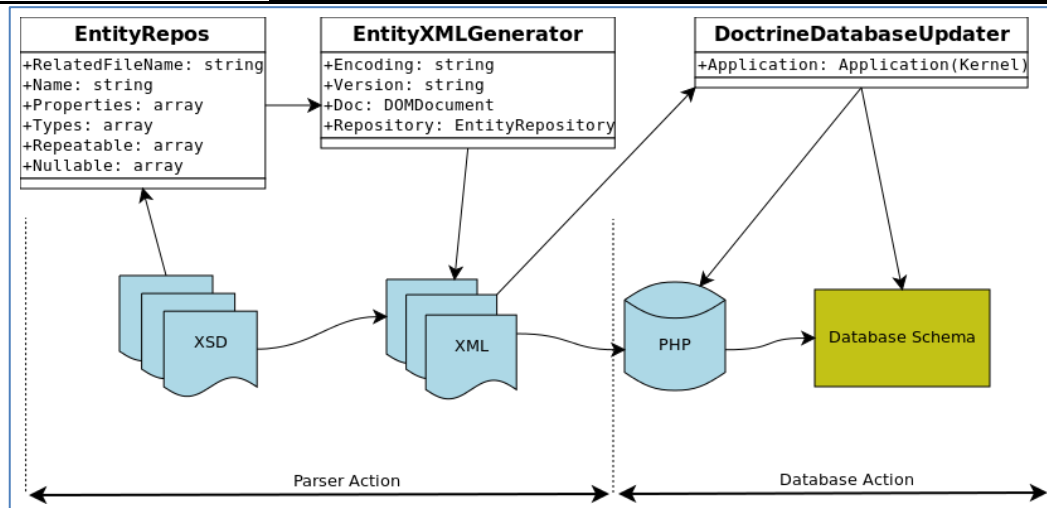 EntityRepos
+RelatedFileName: string
+Name: string
+Properties: array
+Types: array
+Repeatable: array
+Nullable: array
EntityXMLGenerator
+Encoding: string
+Version: string
+Doc: DOMDocument
+Repository: EntityRepository
DoctrineDatabaseUpdater
+Application: Application(Kernel)
XSD
XML
PHP
Database Schema
Parser Action
Database Action